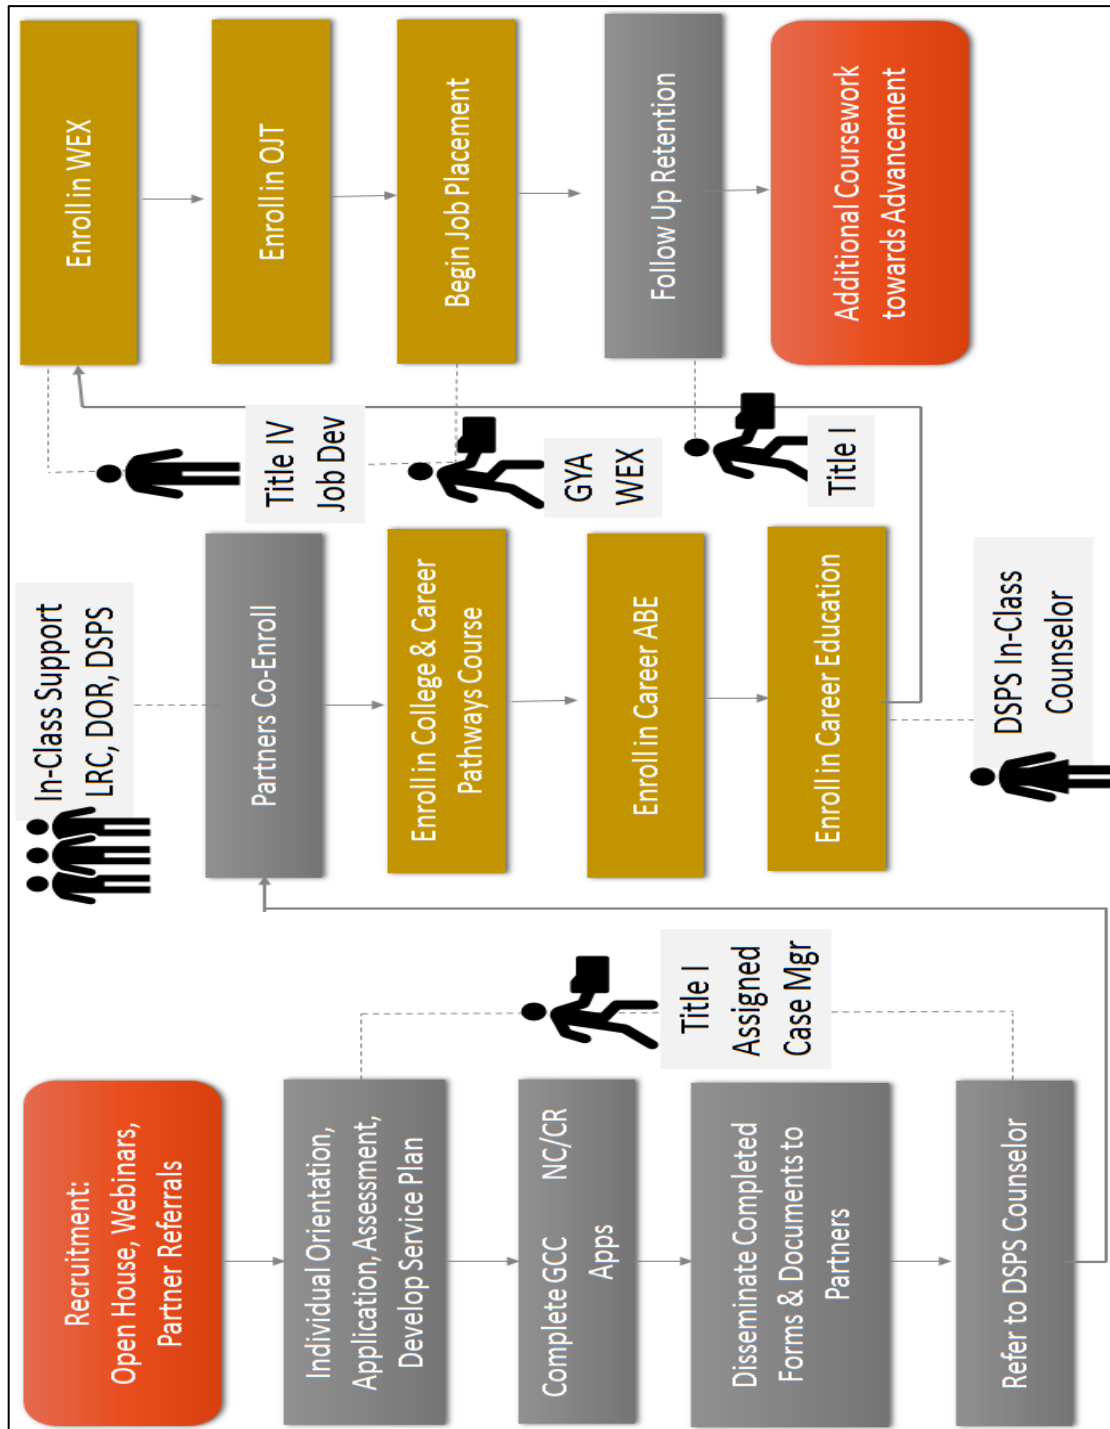 Recruitment:
Open House, Webinars,
Partner Referrals
Individual Orientation,
Application, Assessment,
Develop Service Plan
Complete GCC NC/CR
Apps
Disseminate Completed
Forms & Documents to
Partners
Refer to DSPS Counselor
Title I
Assigned
Case Mgr
In-Class Support
LRC, DOR, DSPS
Partners Co-Enroll
Enroll in College & Career
Pathways Course
Enroll in Career ABE
Enroll in Career Education
DSPS In-Class
Counselor
Title IV
Job Dev
GYA
WEX
Title I
Enroll in WEX
Enroll in OJT
Begin Job Placement
Follow Up Retention
Additional Coursework
towards Advancement